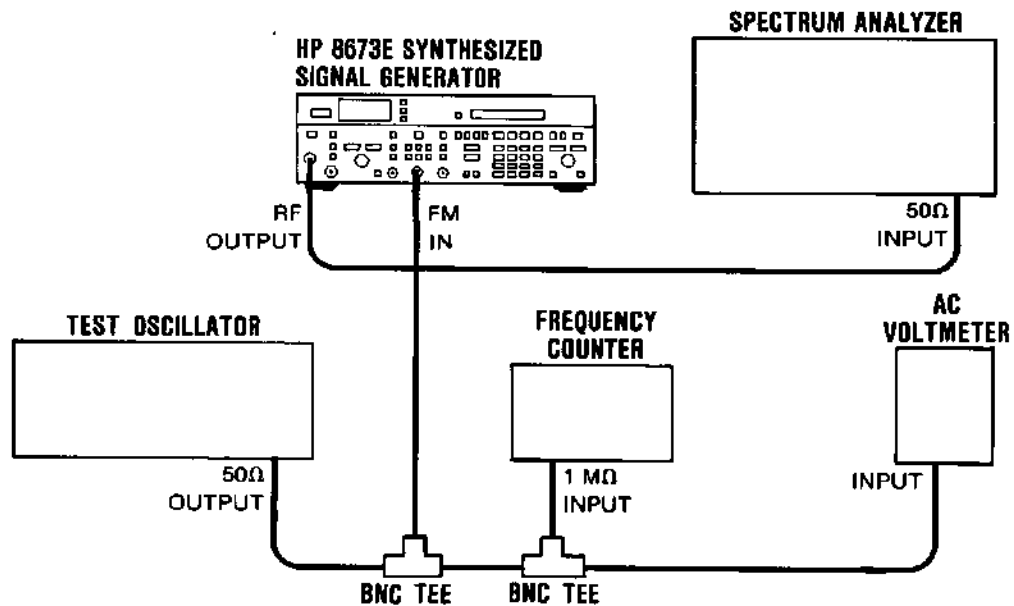 SPECTRUM ANALYZER
HP 8673E SYNTHESIZED
SIGNAL GENERATOR
RF
OUTPUT
FM
IN
50Ω
INPUT
TEST OSCILLATOR
FREQUENCY
COUNTER
AC
VOLTMETER
50Ω
OUTPUT
1 MΩ
INPUT
INPUT
BNC TEE
BNC TEE